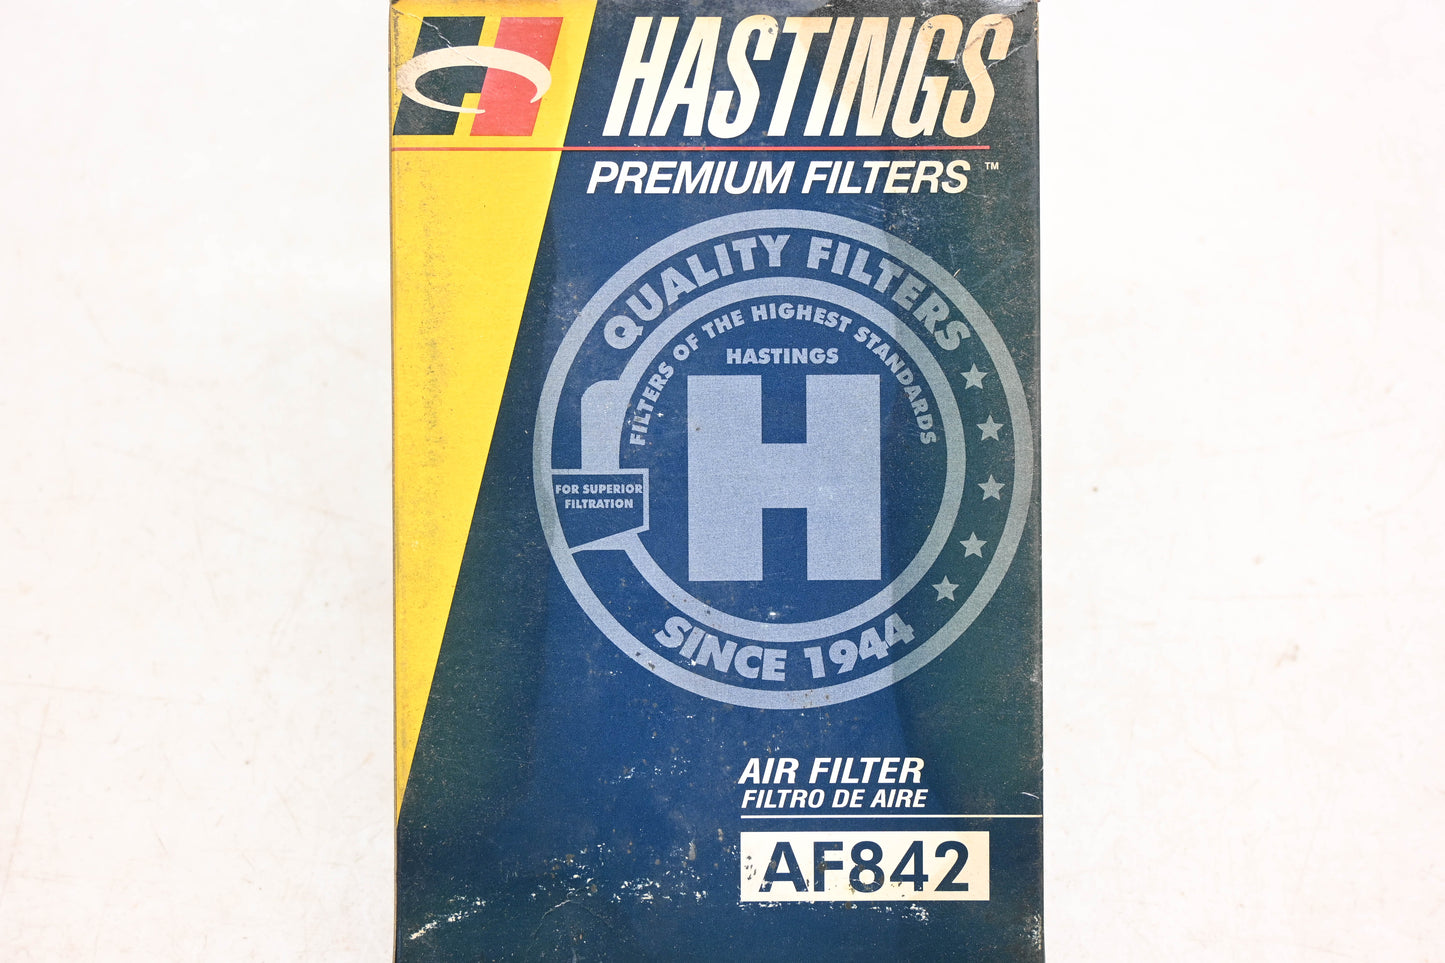 HASTINGS
PREMIUM FILTERS™
QUALITY FILTERS
FILTERS OF THE HIGHEST STANDARDS
HASTINGS
H
FOR SUPERIOR
FILTRATION
SINCE 1944
AIR FILTER
FILTRO DE AIRE
AF842